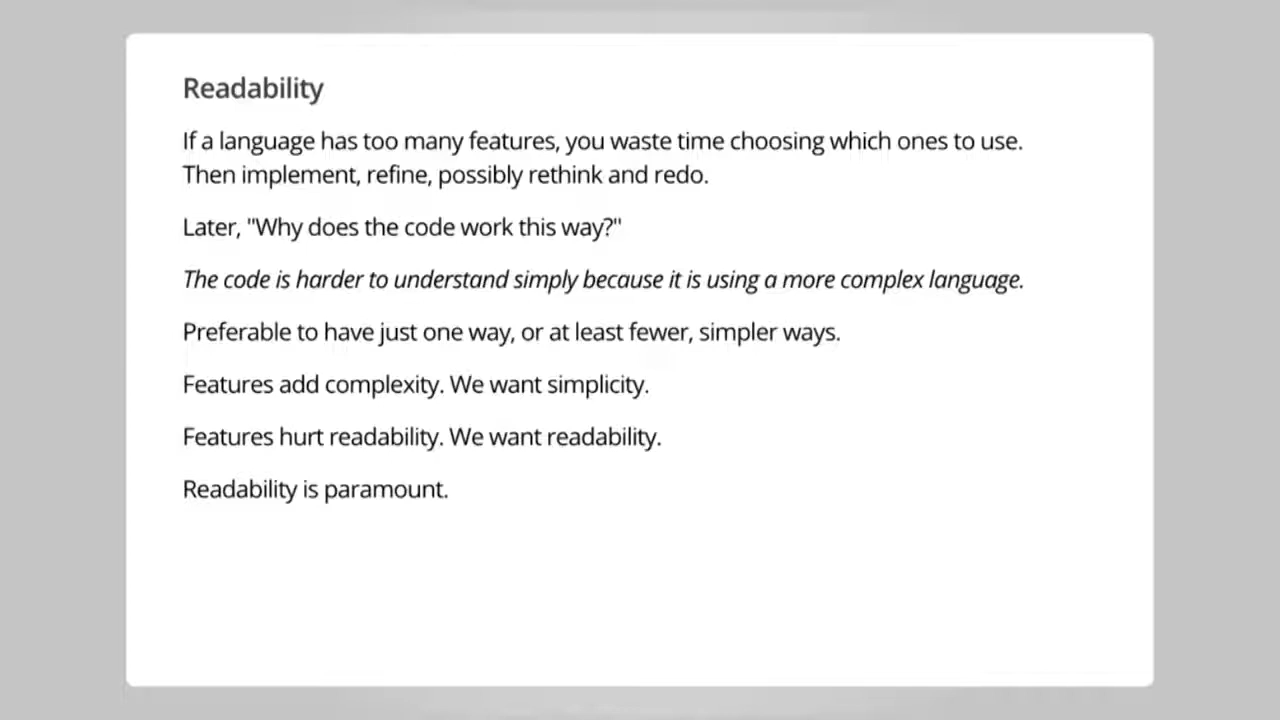 Readability
If a language has too many features, you waste time choosing which ones to use.
Then implement, refine, possibly rethink and redo.
Later, "Why does the code work this way?"
The code is harder to understand simply because it is using a more complex language.
Preferable to have just one way, or at least fewer, simpler ways.
Features add complexity. We want simplicity.
Features hurt readability. We want readability.
Readability is paramount.